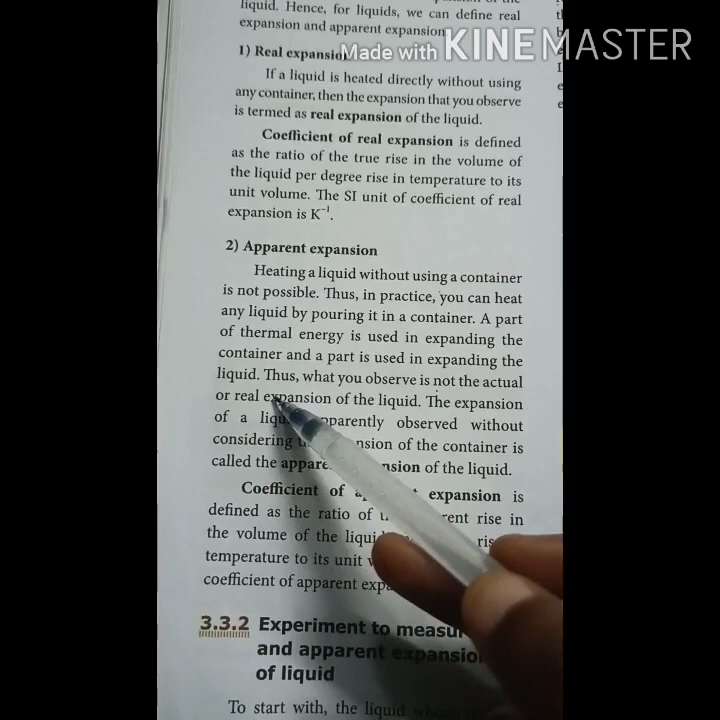 liquid. Hence, for liquids, we can define real
expansion and apparent expansion
Made with KINEMASTER
1) Real expansion
If a liquid is heated directly without using
any container, then the expansion that you observe
is termed as real expansion of the liquid.
Coefficient of real expansion is defined
as the ratio of the true rise in the volume of
the liquid per degree rise in temperature to its
unit volume. The SI unit of coefficient of real
expansion is K⁻¹.
2) Apparent expansion
Heating a liquid without using a container
is not possible. Thus, in practice, you can heat
any liquid by pouring it in a container. A part
of thermal energy is used in expanding the
container and a part is used in expanding the
liquid. Thus, what you observe is not the actual
or real expansion of the liquid. The expansion
of a apparently observed without
considering of the container is
called the of the liquid.
Coefficient of expansion is
defined as the ratio of rise in
the volume of the
temperature to its unit
coefficient of apparent
3.3.2 Experiment to
and apparent expansion
of liquid
To start with, the liquid